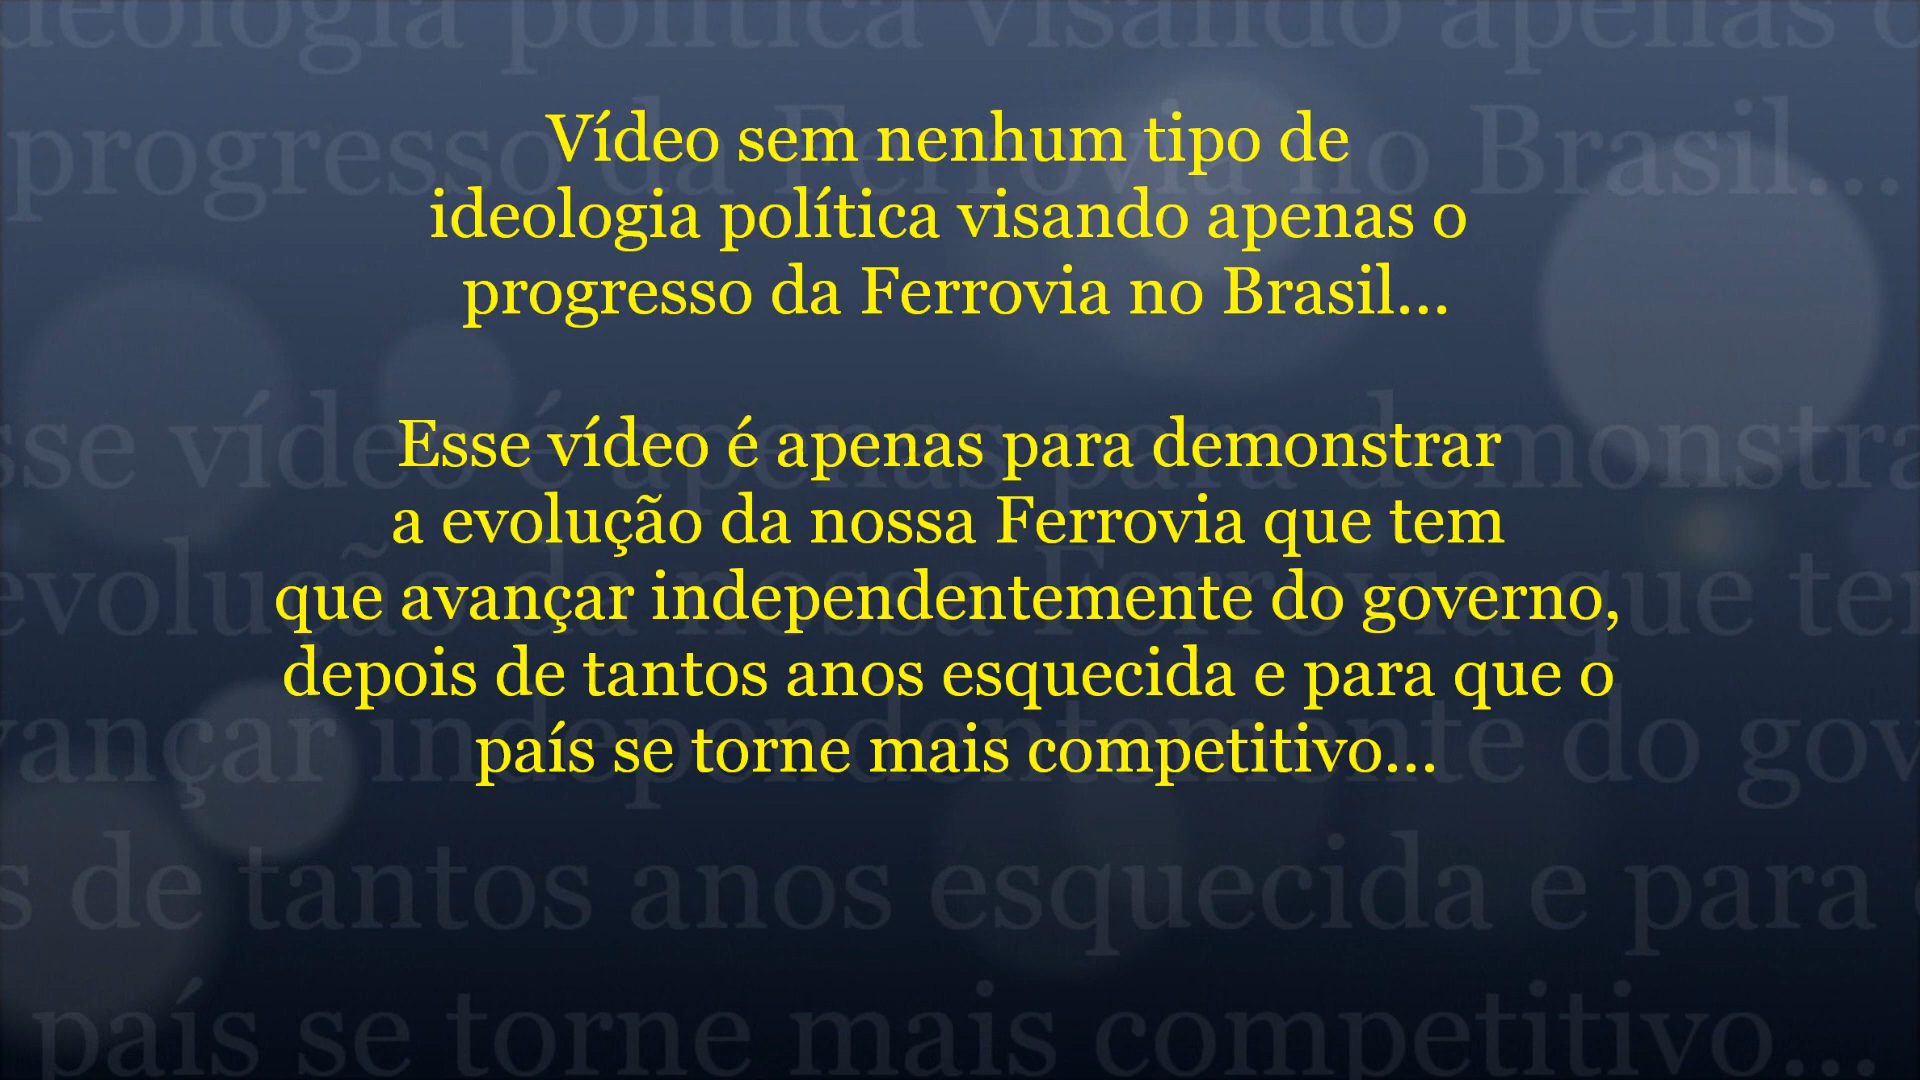 Vídeo sem nenhum tipo de
ideologia política visando apenas o
progresso da Ferrovia no Brasil...
Esse vídeo é apenas para demonstrar
a evolução da nossa Ferrovia que tem
que avançar independentemente do governo,
depois de tantos anos esquecida e para que o
país se torne mais competitivo...